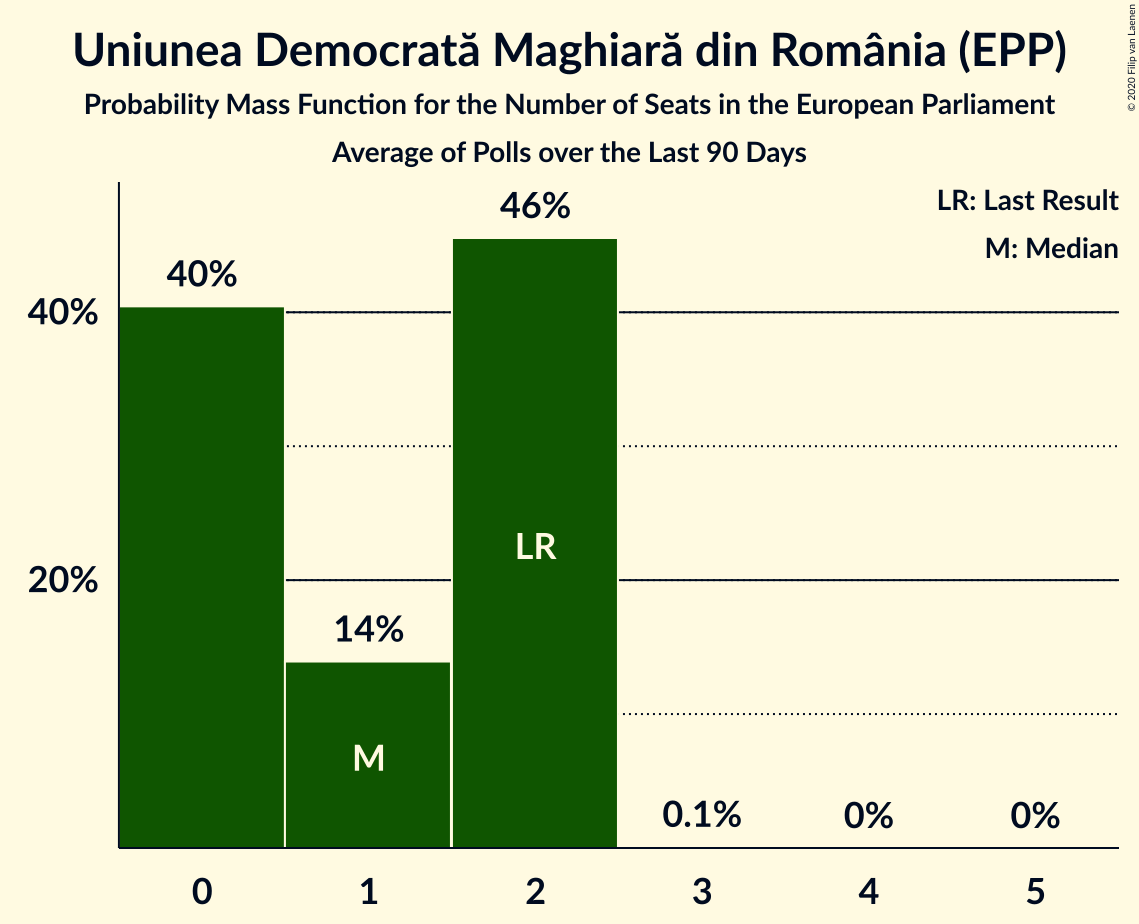 Uniunea Democrată Maghiară din România (EPP)
Probability Mass Function for the Number of Seats in the European Parliament
Average of Polls over the Last 90 Days
© 2020 Filip van Laenen
LR: Last Result
M: Median
46%
40%
40%
LR
20%
14%
M
0.1%
0%
0%
0
1
2
3
4
5